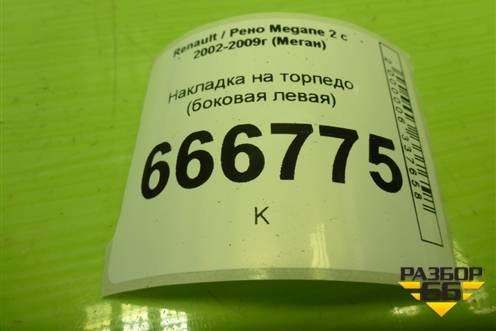 Renault / Рено Megane 2 с
2002-2009г (Меган)
Накладка на торпедо
(боковая левая)
666775
К
РАЗБОР
66